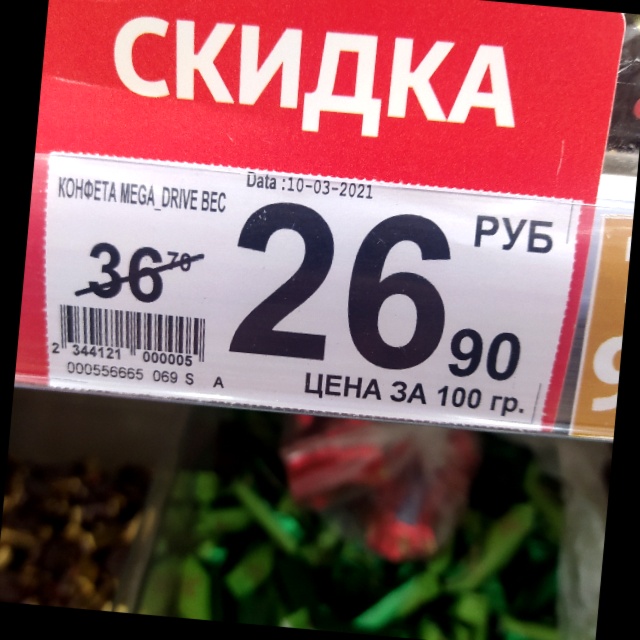 СКИДКА
Data :10-03-2021
КОНФЕТА MEGA_DRIVE ВЕС
36 70
26 90
РУБ
2 344121 000005
000556665 069 S A
ЦЕНА ЗА 100 гр.